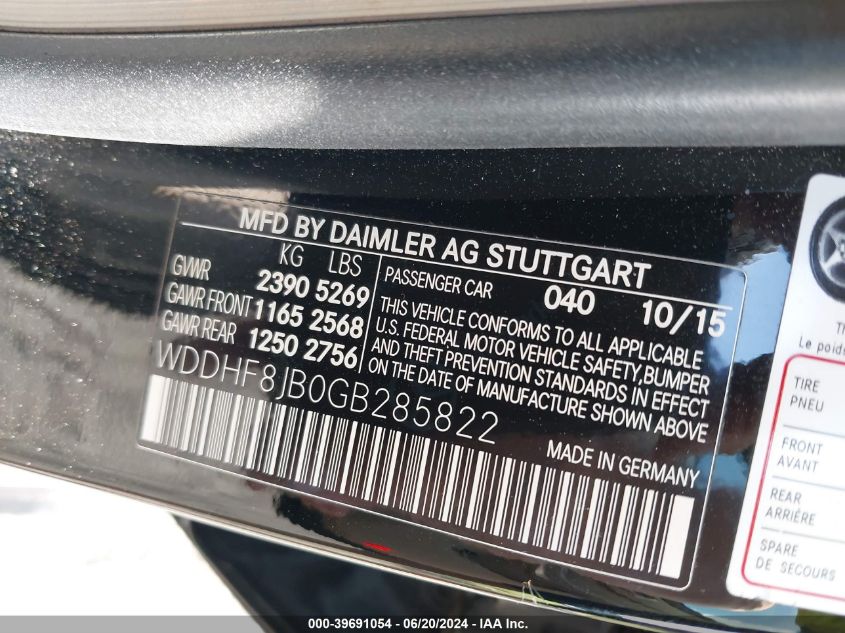 MFD BY DAIMLER AG STUTTGART
KG LBS
GVWR 2390 5269
GAWR FRONT 1165 2568
GAWR REAR 1250 2756
PASSENGER CAR 040 10/15
THIS VEHICLE CONFORMS TO ALL APPLICABLE
U.S. FEDERAL MOTOR VEHICLE SAFETY, BUMPER
AND THEFT PREVENTION STANDARDS IN EFFECT
ON THE DATE OF MANUFACTURE SHOWN ABOVE
WDDHF8JB0GB285822
MADE IN GERMANY
Le poids
TIRE
PNEU
FRONT
AVANT
REAR
ARRIÈRE
SPARE
DE SECOURS
000-39691054 / 06/20/2024 - IAA Inc.